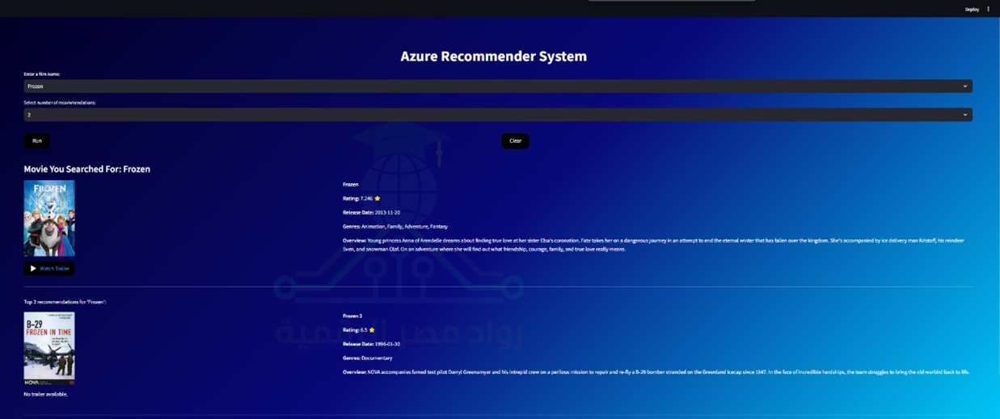 Deploy
Azure Recommender System
Enter a film name:
Frozen
Select number of recommendations:
2
Run
Clear
Movie You Searched For: Frozen
FROZEN
Frozen
Rating: 7.246
Release Date: 2013-11-20
Genres: Animation, Family, Adventure, Fantasy
Overview: Young princess Anna of Arendelle dreams about finding true love at her sister Elsa's coronation. Fate takes her on a dangerous journey in an attempt to end the eternal winter that has fallen over the kingdom. She's accompanied by ice delivery man Kristoff, his reindeer
Sven, and snowman Olaf. On an adventure where she will find out what friendship, courage, family, and true love really means.
Watch Trailer
Top 2 recommendations for 'Frozen':
B-29
FROZEN IN TIME
NOVA
Frozen 2
Rating: 6.5
Release Date: 1996-01-30
Genres: Documentary
Overview: NOVA accompanies famed test pilot Darryl Greenamyer and his intrepid crew on a perilous mission to repair and re-fly a B-29 bomber stranded on the Greenland icecap since 1947. In the face of incredible hardships, the team struggles to bring the old warbird back to life.
رواد مصر الرقمية
No trailer available.